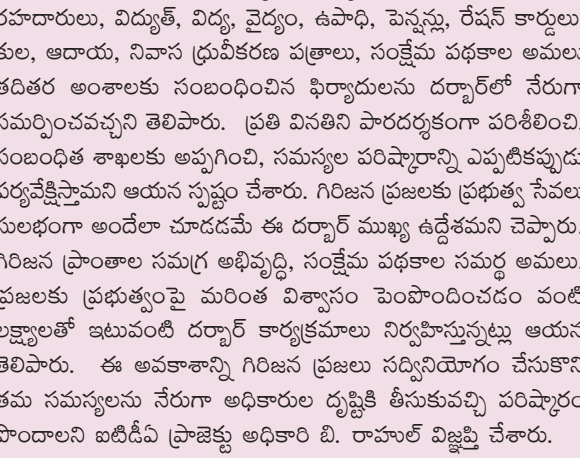 రహదారులు, విద్యుత్, విద్య, వైద్యం, ఉపాధి, పెన్షన్లు, రేషన్ కార్డులు
కుల, ఆదాయ, నివాస ధ్రువీకరణ పత్రాలు, సంక్షేమ పథకాల అమలు
తదితర అంశాలకు సంబంధించిన ఫిర్యాదులను దర్బార్‌లో నేరుగా
సమర్పించవచ్చని తెలిపారు. ప్రతి వినతిని పారదర్శకంగా పరిశీలించి,
సంబంధిత శాఖలకు అప్పగించి, సమస్యల పరిష్కారాన్ని ఎప్పటికప్పుడు
పర్యవేక్షిస్తామని ఆయన స్పష్టం చేశారు. గిరిజన ప్రజలకు ప్రభుత్వ సేవలు
సులభంగా అందేలా చూడడమే ఈ దర్బార్ ముఖ్య ఉద్దేశమని చెప్పారు.
గిరిజన ప్రాంతాల సమగ్ర అభివృద్ధి, సంక్షేమ పథకాల సమర్థ అమలు,
ప్రజలకు ప్రభుత్వంపై మరింత విశ్వాసం పెంపొందించడం వంటి
లక్ష్యాలతో ఇటువంటి దర్బార్ కార్యక్రమాలు నిర్వహిస్తున్నట్లు ఆయన
తెలిపారు. ఈ అవకాశాన్ని గిరిజన ప్రజలు సద్వినియోగం చేసుకొని
తమ సమస్యలను నేరుగా అధికారుల దృష్టికి తీసుకువచ్చి పరిష్కారం
పొందాలని ఐటిడీఏ ప్రాజెక్టు అధికారి బి. రాహుల్ విజ్ఞప్తి చేశారు.